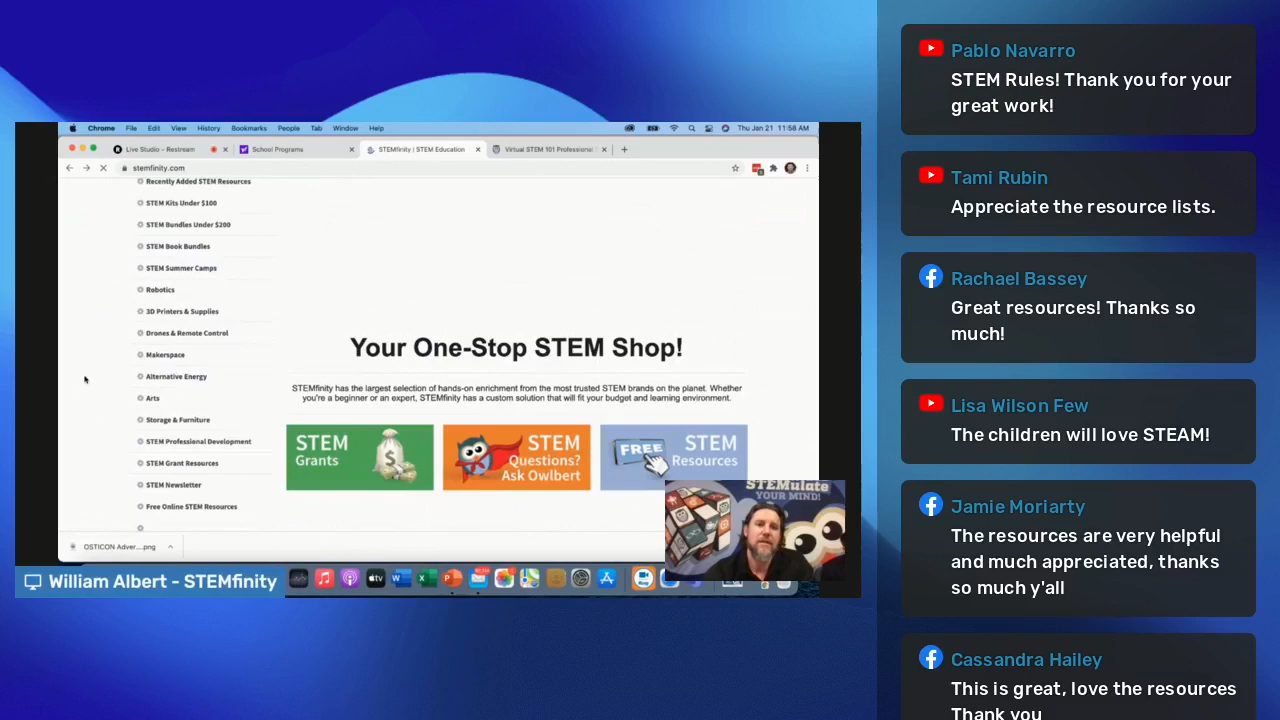 Chrome File Edit View History Bookmarks People Tab Window Help
Thu Jan 21 11:58 AM
Live Studio – Restream
School Programs
STEMfinity | STEM Education
Virtual STEM 101 Professional
stemfinity.com
Recently Added STEM Resources
STEM Kits Under $100
STEM Bundles Under $200
STEM Book Bundles
STEM Summer Camps
Robotics
3D Printers & Supplies
Drones & Remote Control
Makerspace
Alternative Energy
Arts
Storage & Furniture
STEM Professional Development
STEM Grant Resources
STEM Newsletter
Free Online STEM Resources
Your One-Stop STEM Shop!
STEMfinity has the largest selection of hands-on enrichment from the most trusted STEM brands on the planet. Whether
you're a beginner or an expert, STEMfinity has a custom solution that will fit your budget and learning environment.
STEM
Grants
$
STEM
Questions?
Ask Owlbert
FREE
STEM
Resources
STEMulate
YOUR MIND!
OSTICON Adver....png
tv
William Albert - STEMfinity
Pablo Navarro
STEM Rules! Thank you for your
great work!
Tami Rubin
Appreciate the resource lists.
Rachael Bassey
Great resources! Thanks so
much!
Lisa Wilson Few
The children will love STEAM!
Jamie Moriarty
The resources are very helpful
and much appreciated, thanks
so much y'all
Cassandra Hailey
This is great, love the resources
Thank you